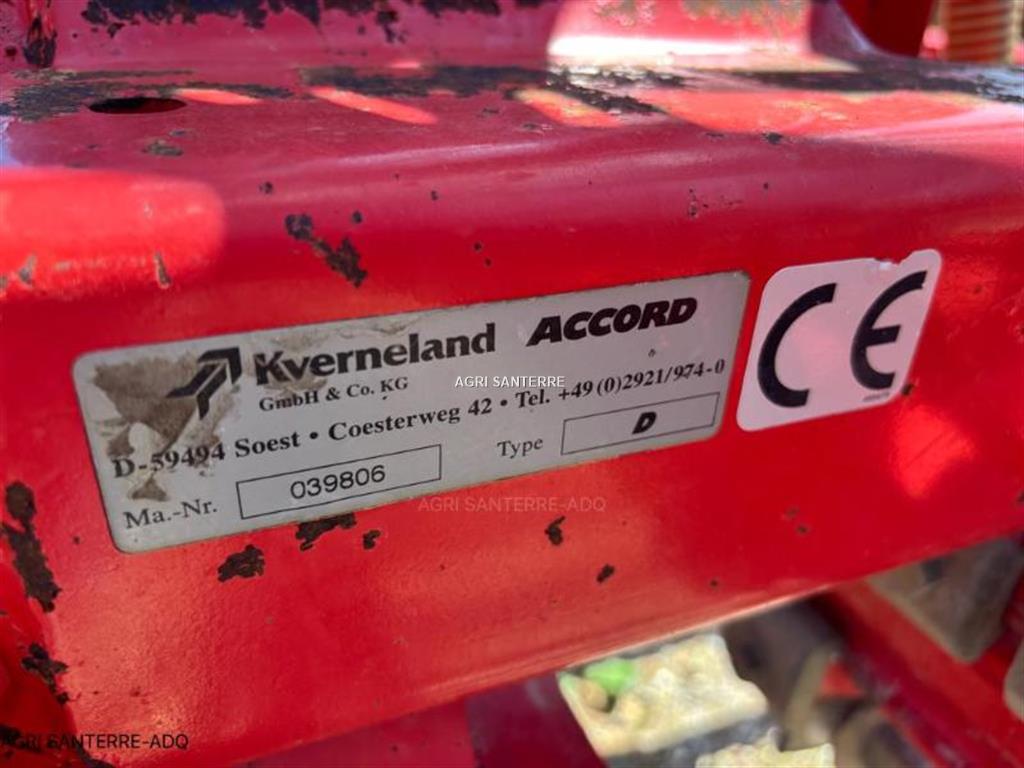 Kverneland ACCORD
GmbH & Co. KG
AGRI SANTERRE
D-59494 Soest • Coesterweg 42 • Tel. +49 (0) 2921/974-0
Ma.-Nr. 039806 Type D
CE
AGRI SANTERRE-ADQ
AGRI SANTERRE-ADQ